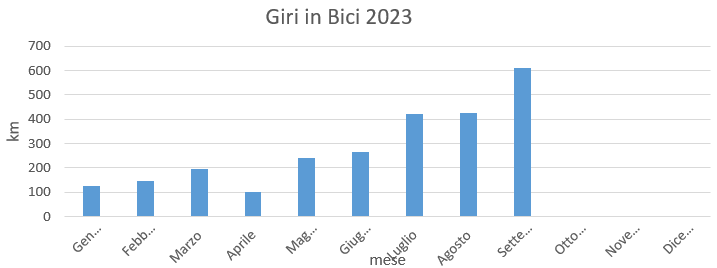 Giri in Bici 2023
700
600
500
400
300
200
100
0
km
Gen...
Febb...
Marzo
Aprile
Mag...
Giug...
Luglio
Agosto
Sette...
Otto...
Nove...
Dice...
mese